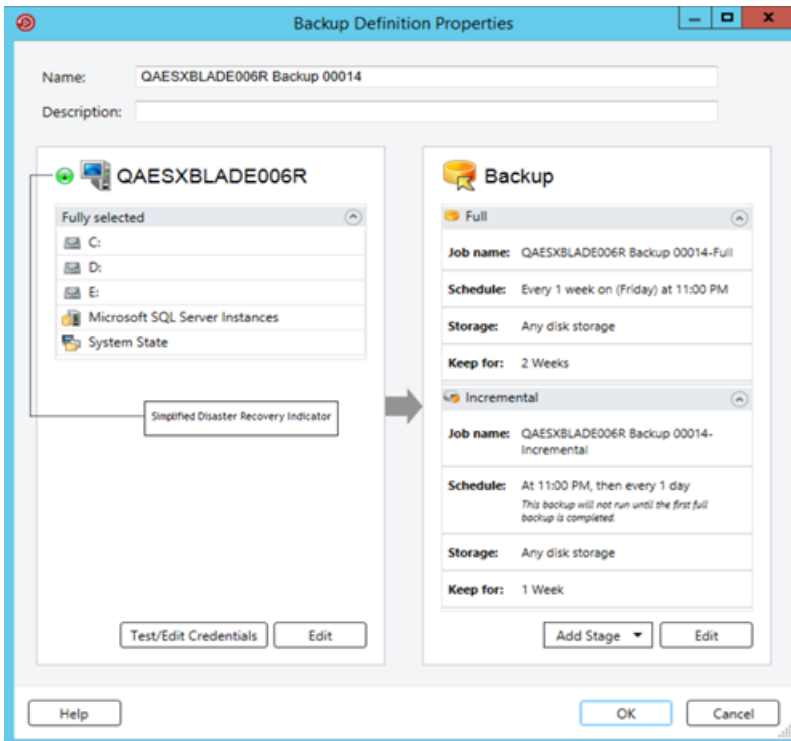 Backup Definition Properties
Name: QAESXBLADE006R Backup 00014
Description:
QAESXBLADE006R
Fully selected
C:
D:
E:
Microsoft SQL Server Instances
System State
Simplified Disaster Recovery Indicator
Test/Edit Credentials Edit
Backup
Full
Job name: QAESXBLADE006R Backup 00014-Full
Schedule: Every 1 week on (Friday) at 11:00 PM
Storage: Any disk storage
Keep for: 2 Weeks
Incremental
Job name: QAESXBLADE006R Backup 00014-
Incremental
Schedule: At 11:00 PM, then every 1 day
This backup will not run until the first full
backup is completed.
Storage: Any disk storage
Keep for: 1 Week
Add Stage Edit
Help OK Cancel